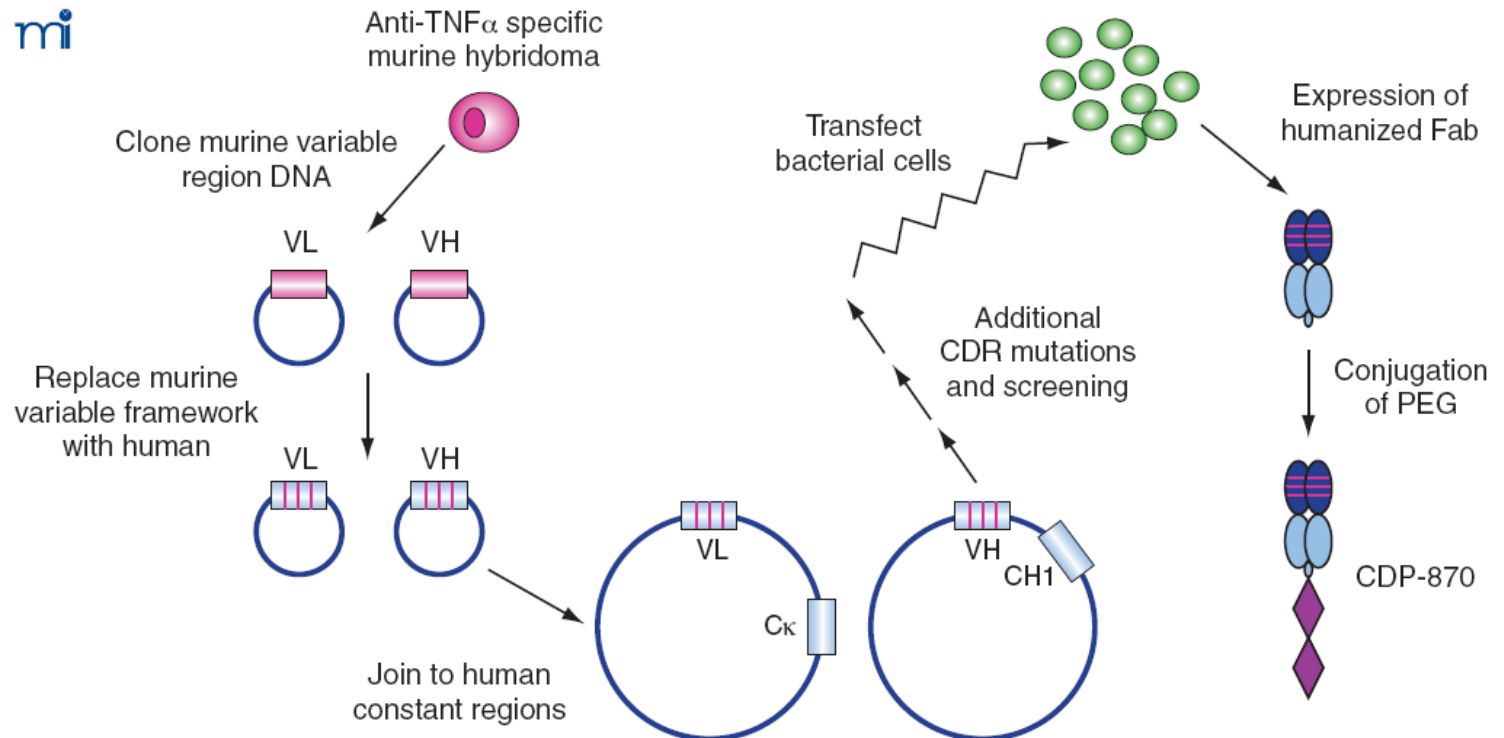 mi
Anti-TNFα specific
murine hybridoma
Clone murine variable
region DNA
VL
VH
Replace murine
variable framework
with human
VL
VH
Join to human
constant regions
VL
Cκ
VH
CH1
Additional
CDR mutations
and screening
Transfect
bacterial cells
Expression of
humanized Fab
Conjugation
of PEG
CDP-870